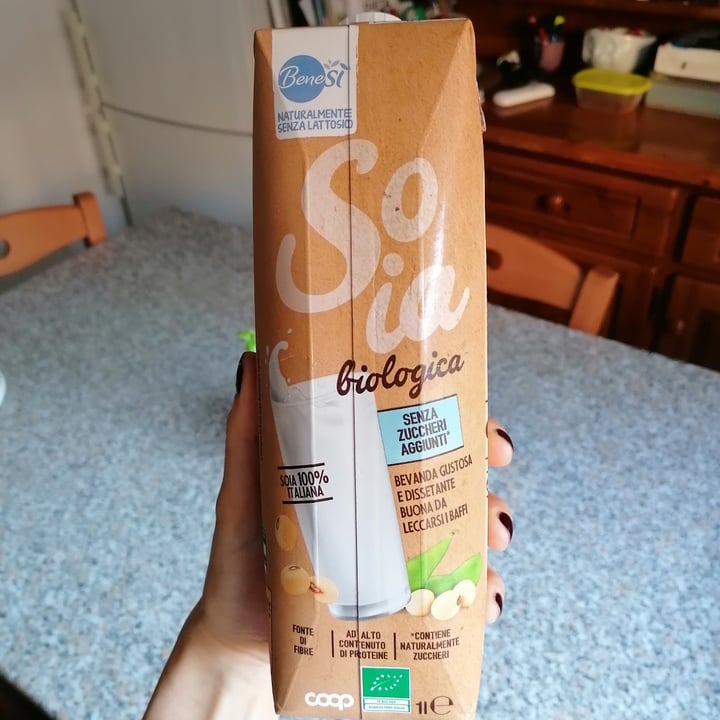 BeneSì
NATURALMENTE
SENZA LATTOSIO
So
ia
biologica
SENZA
ZUCCHERI
AGGIUNTI*
SOIA 100%
ITALIANA
BEVANDA GUSTOSA
E DISSETANTE
BUONA DA
LECCARSI I BAFFI
FONTE
DI
FIBRE
AD ALTO
CONTENUTO
DI PROTEINE
*CONTIENE
NATURALMENTE
ZUCCHERI
coop
1l e